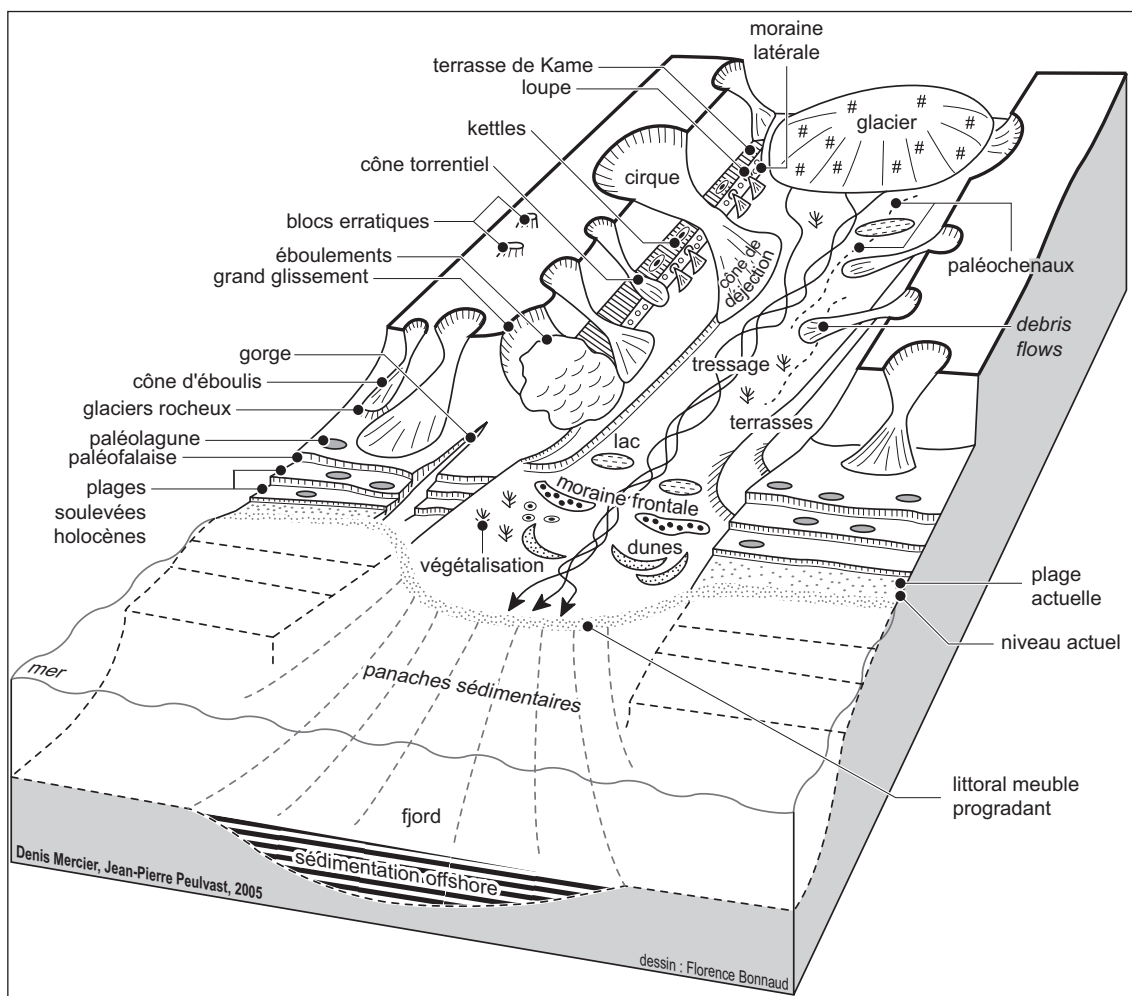 moraine
latérale
terrasse de Kame
loupe
glacier
kettles
cône torrentiel
cirque
blocs erratiques
éboulements
grand glissement
cône de
déjection
paléochenaux
debris
flows
gorge
cône d'éboulis
glaciers rocheux
tressage
terrasses
paléolagune
paléofalaise
lac
plages
soulevées
holocènes
moraine frontale
végétalisation
dunes
plage
actuelle
niveau actuel
mer
panaches sédimentaires
littoral meuble
progradant
fjord
sédimentation offshore
Denis Mercier, Jean-Pierre Peulvast, 2005
dessin : Florence Bonnaud